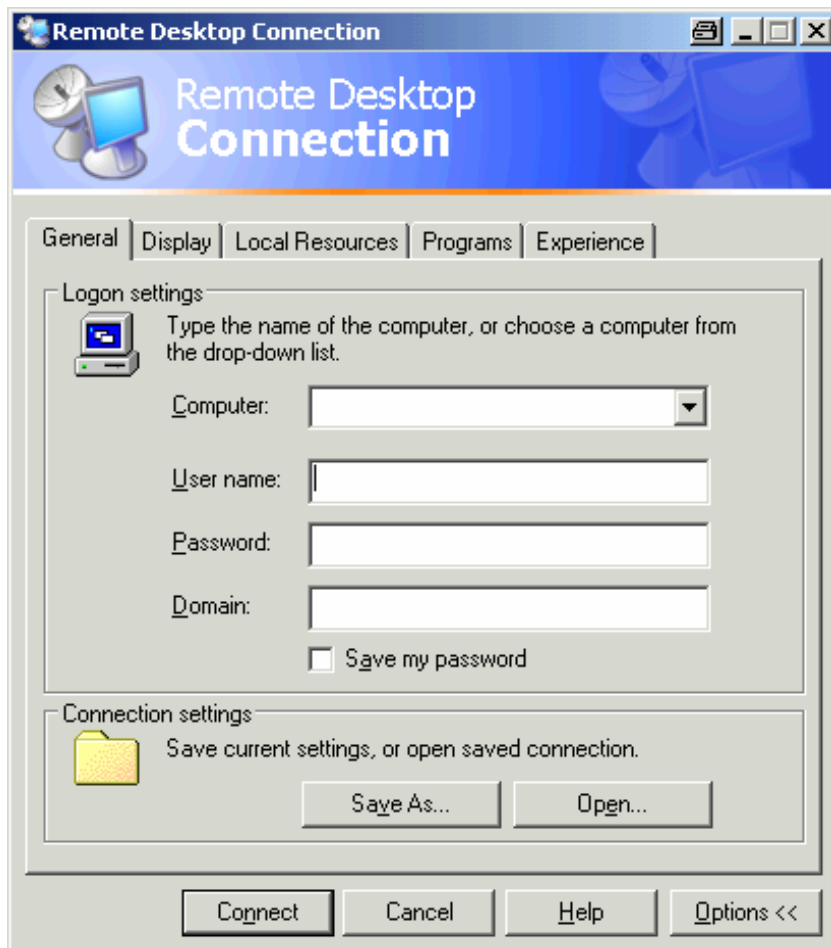 Remote Desktop Connection
Remote Desktop
Connection
General Display Local Resources Programs Experience
Logon settings
Type the name of the computer, or choose a computer from
the drop-down list.
Computer:
User name:
Password:
Domain:
Save my password
Connection settings
Save current settings, or open saved connection.
Save As... Open...
Connect Cancel Help Options <<